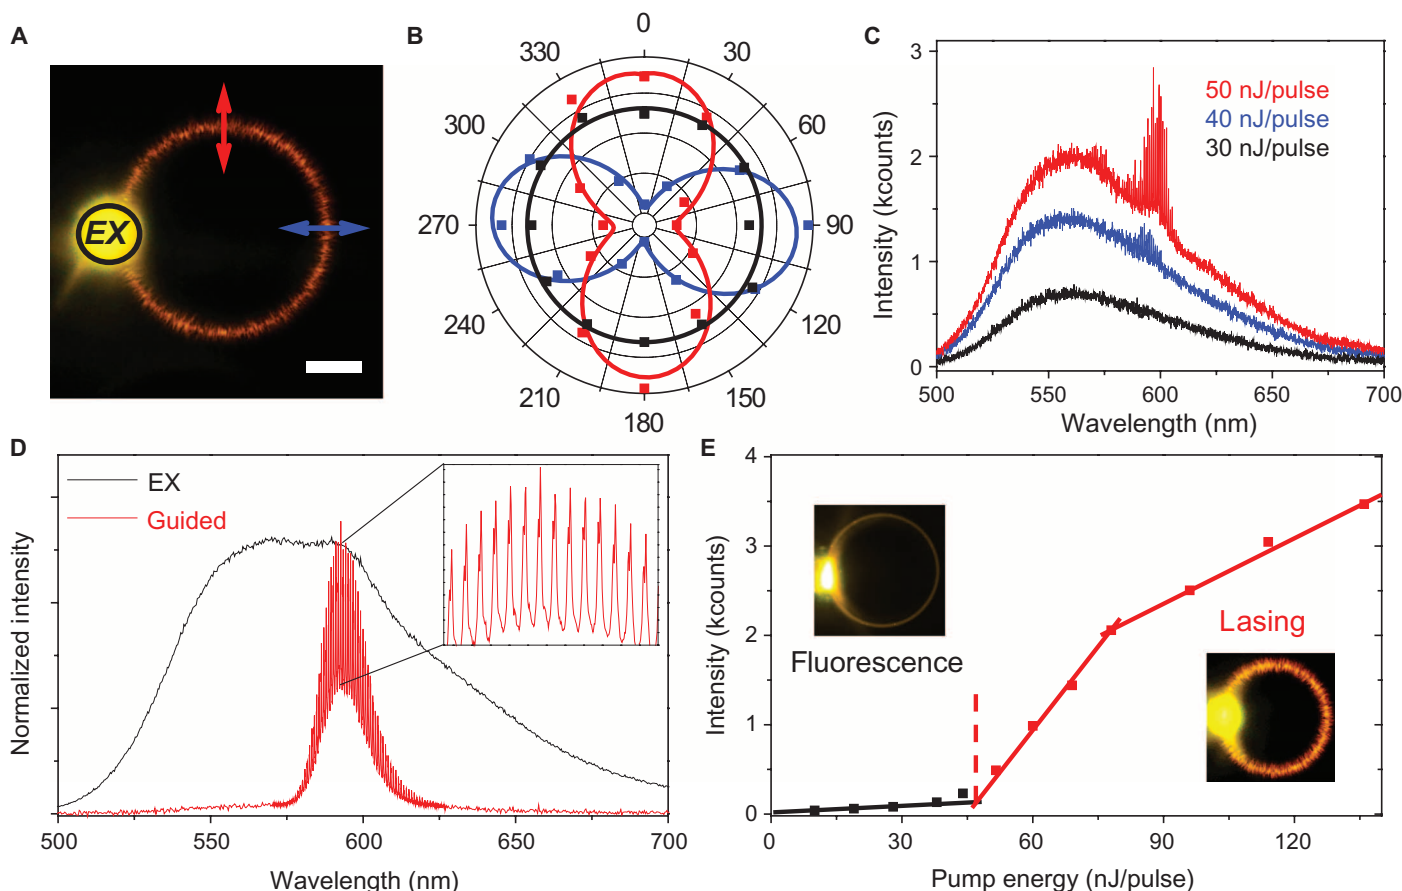 A
EX
B
0
330
30
300
60
270
90
240
120
210
150
180
C
3
2
1
0
Intensity (kcounts)
50 nJ/pulse
40 nJ/pulse
30 nJ/pulse
500
550
600
650
700
Wavelength (nm)
D
EX
Guided
Normalized intensity
500
550
600
650
700
Wavelength (nm)
E
4
3
2
1
0
Intensity (kcounts)
Fluorescence
Lasing
0
30
60
90
120
Pump energy (nJ/pulse)